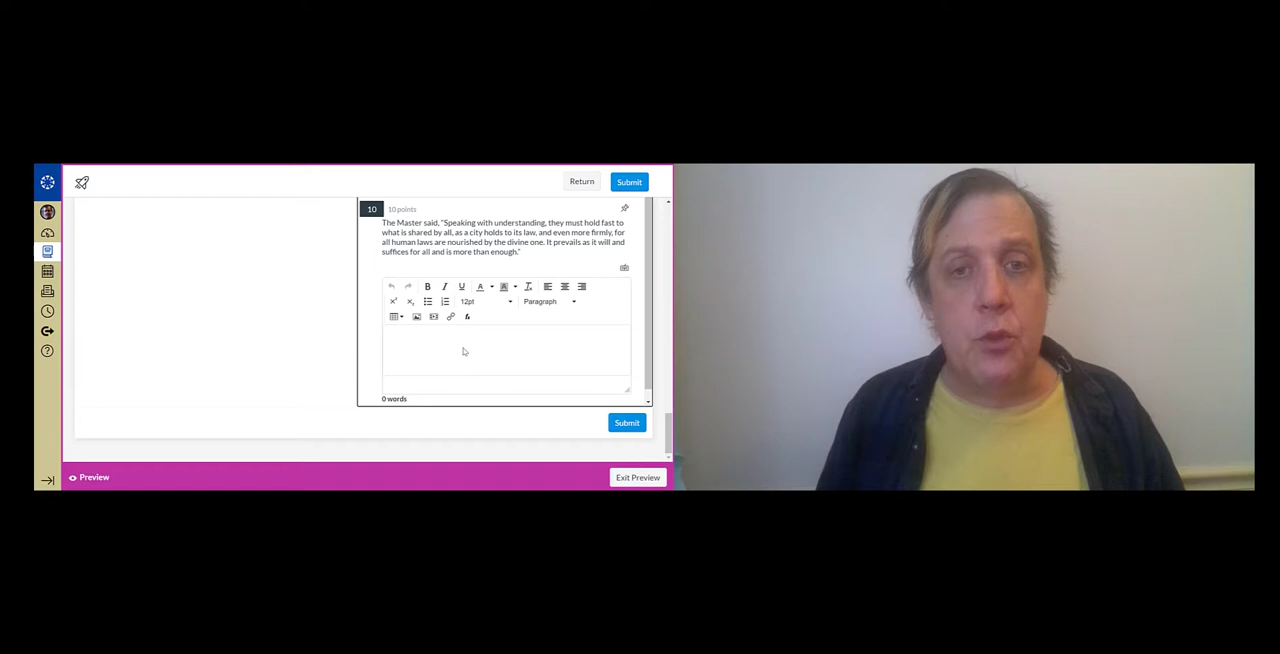 Return
Submit
10
10 points
The Master said, "Speaking with understanding, they must hold fast to
what is shared by all, as a city holds to its law, and even more firmly, for
all human laws are nourished by the divine one. It prevails as it will and
suffices for all and is more than enough."
B I U A A
12pt
Paragraph
0 words
Submit
Preview
Exit Preview